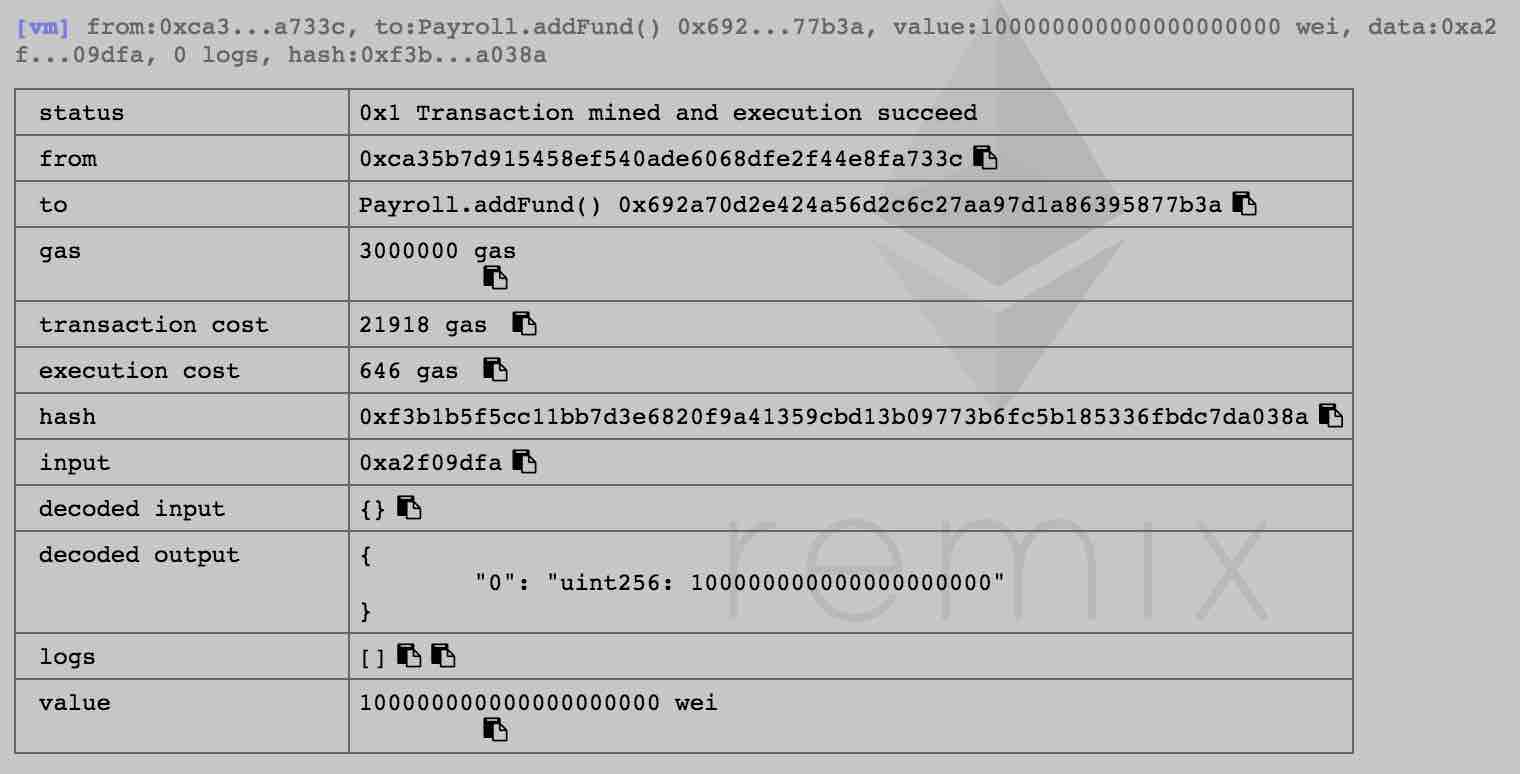 [vm] from:0xca3...a733c, to:Payroll.addFund() 0x692...77b3a, value:100000000000000000000 wei, data:0xa2
f...09dfa, 0 logs, hash:0xf3b...a038a
status 0x1 Transaction mined and execution succeed
from 0xca35b7d915458ef540ade6068dfe2f44e8fa733c
to Payroll.addFund() 0x692a70d2e424a56d2c6c27aa97d1a86395877b3a
gas 3000000 gas
transaction cost 21918 gas
execution cost 646 gas
hash 0xf3b1b5f5cc11bb7d3e6820f9a41359cbd13b09773b6fc5b185336fbdc7da038a
input 0xa2f09dfa
decoded input {}
decoded output {
"0": "uint256: 100000000000000000000"
}
logs []
value 100000000000000000000 wei
remix